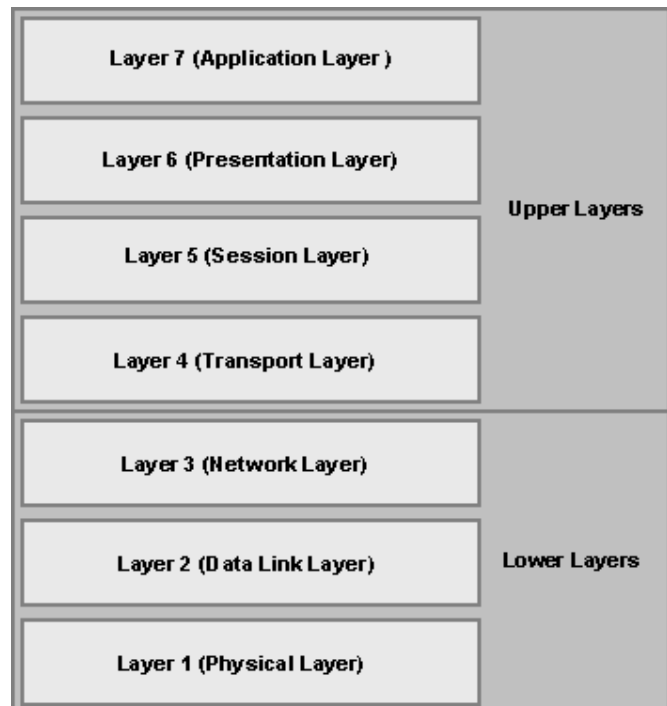 Layer 7 (Application Layer )
Layer 6 (Presentation Layer)
Layer 5 (Session Layer)
Layer 4 (Transport Layer)
Upper Layers
Layer 3 (Network Layer)
Layer 2 (Data Link Layer)
Layer 1 (Physical Layer)
Lower Layers